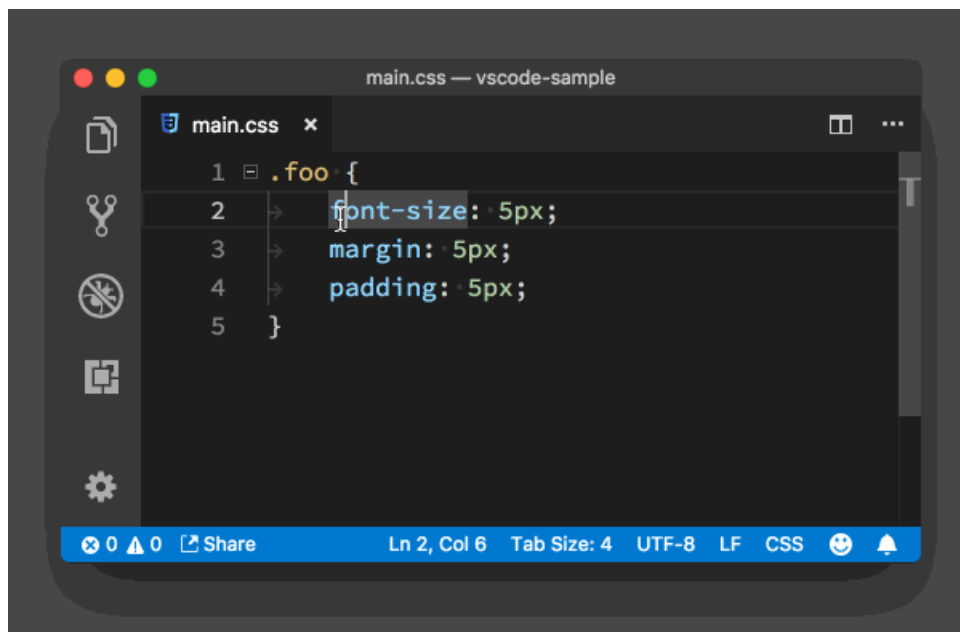 main.css — vscode-sample
main.css ×
1 .foo {
2 font-size: 5px;
3 margin: 5px;
4 padding: 5px;
5 }
0 0 Share Ln 2, Col 6 Tab Size: 4 UTF-8 LF CSS